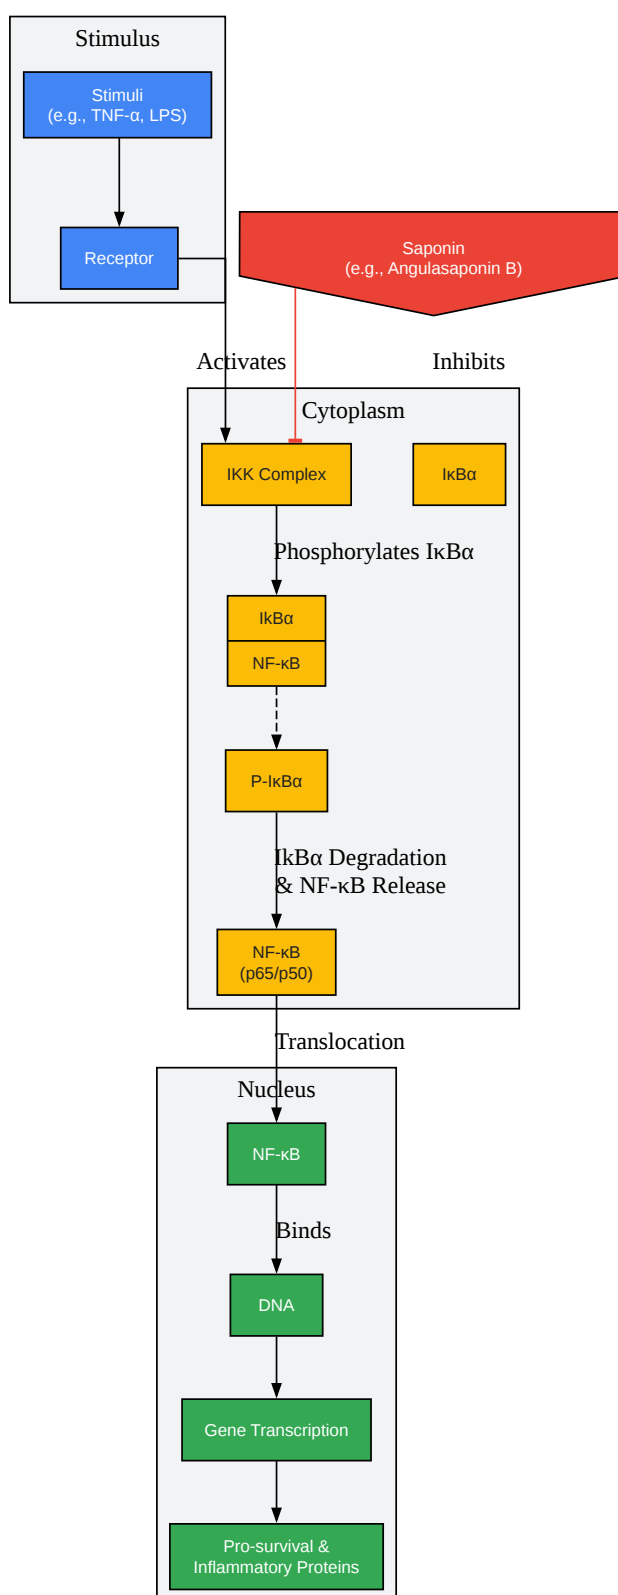 Stimulus
Stimuli
(e.g., TNF-α, LPS)
Receptor
Saponin
(e.g., Angulasaponin B)
Activates
Inhibits
Cytoplasm
IKK Complex
IκBα
Phosphorylates IκBα
IkBα
NF-κB
P-IκBα
IkBα Degradation
& NF-κB Release
NF-κB
(p65/p50)
Translocation
Nucleus
NF-κB
Binds
DNA
Gene Transcription
Pro-survival &
Inflammatory Proteins